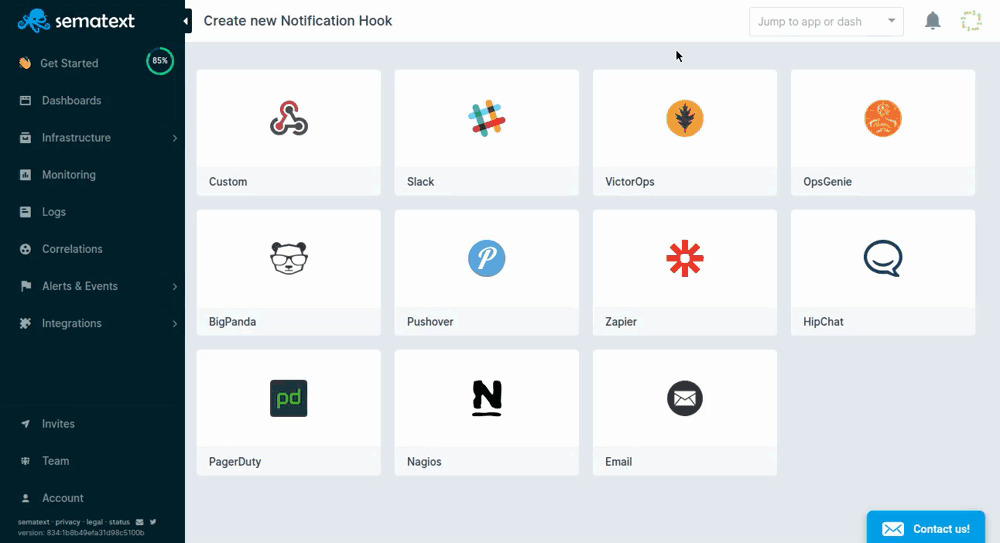 sematext
Create new Notification Hook
Jump to app or dash
Get Started
85%
Dashboards
Infrastructure
Monitoring
Logs
Correlations
Alerts & Events
Integrations
Custom
Slack
VictorOps
OpsGenie
BigPanda
Pushover
Zapier
HipChat
pd
N
PagerDuty
Nagios
Email
Invites
Team
Account
sematext · privacy · legal · status
version: 834:1b8b49efa31d98c5100b
Contact us!